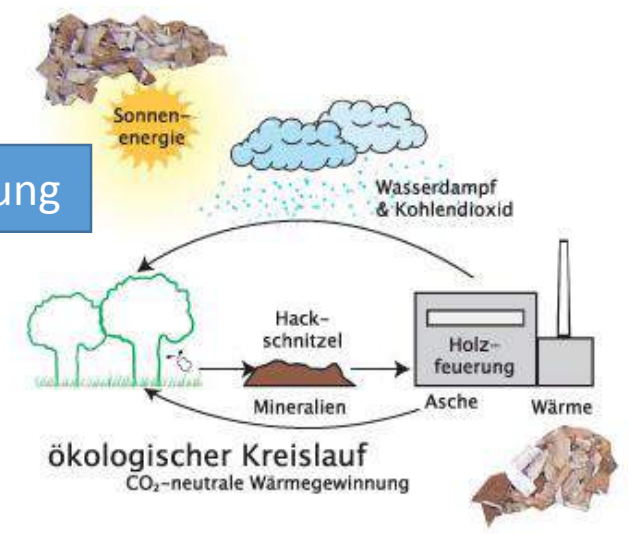 Sonnen-
energie
ung
Wasserdampf
& Kohlendioxid
Hack-
schnitzel
Holz-
feuerung
Mineralien
Asche
Wärme
ökologischer Kreislauf
CO₂-neutrale Wärmegewinnung